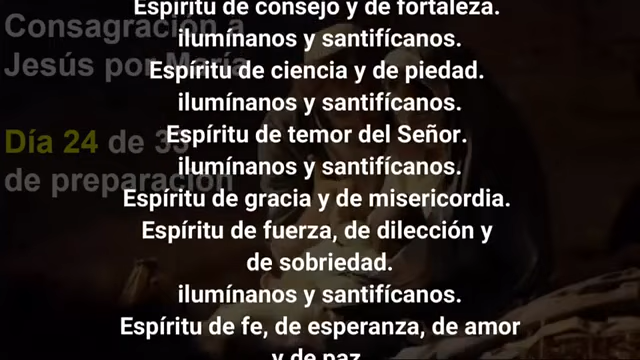 Consagración a
Jesús por María
Día 24 de 33
de preparación
Espíritu de consejo y de fortaleza.
ilumínanos y santifícanos.
Espíritu de ciencia y de piedad.
ilumínanos y santifícanos.
Espíritu de temor del Señor.
ilumínanos y santifícanos.
Espíritu de gracia y de misericordia.
Espíritu de fuerza, de dilección y
de sobriedad.
ilumínanos y santifícanos.
Espíritu de fe, de esperanza, de amor
y de paz